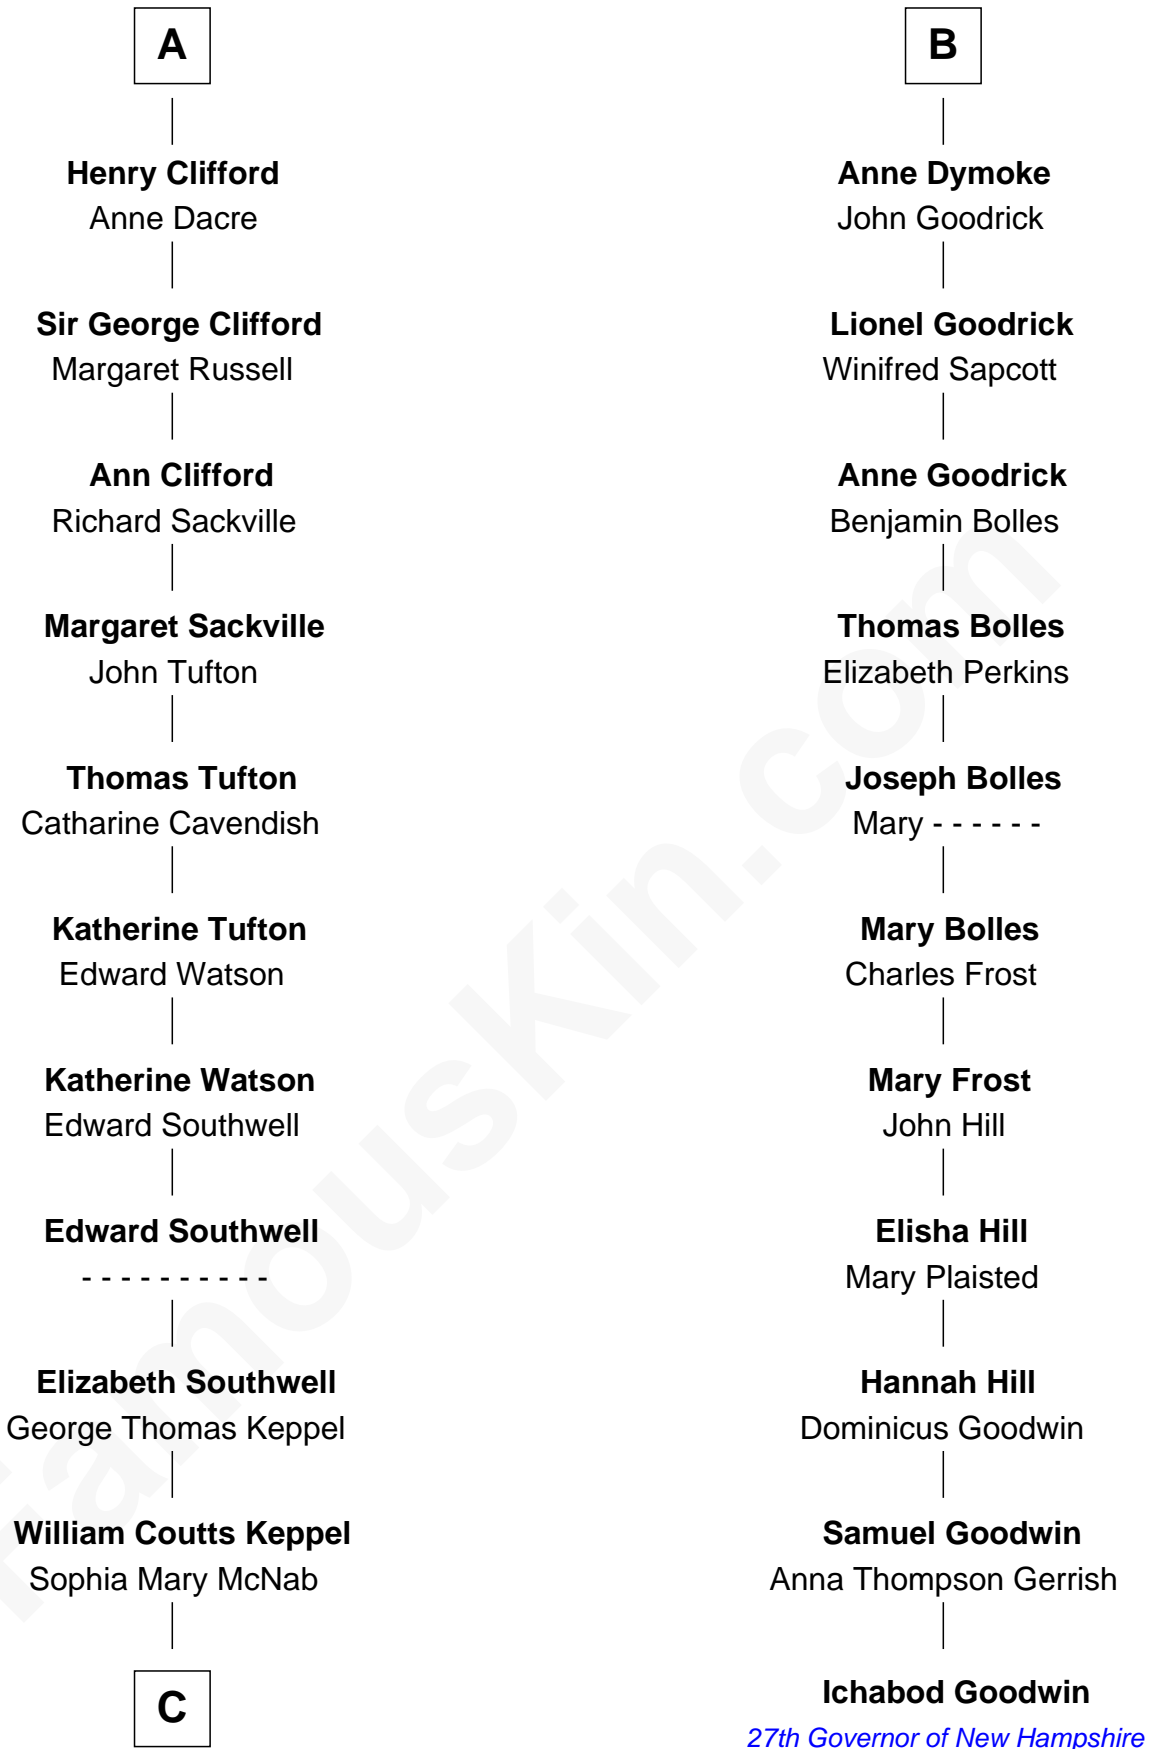 A
Henry Clifford
Anne Dacre
Sir George Clifford
Margaret Russell
Ann Clifford
Richard Sackville
Margaret Sackville
John Tufton
Thomas Tufton
Catharine Cavendish
Katherine Tufton
Edward Watson
Katherine Watson
Edward Southwell
Edward Southwell
- - - - - - - - - -
Elizabeth Southwell
George Thomas Keppel
William Coutts Keppel
Sophia Mary McNab
C
B
Anne Dymoke
John Goodrick
Lionel Goodrick
Winifred Sapcott
Anne Goodrick
Benjamin Bolles
Thomas Bolles
Elizabeth Perkins
Joseph Bolles
Mary - - - - - -
Mary Bolles
Charles Frost
Mary Frost
John Hill
Elisha Hill
Mary Plaisted
Hannah Hill
Dominicus Goodwin
Samuel Goodwin
Anna Thompson Gerrish
Ichabod Goodwin
27th Governor of New Hampshire
FamousKin.com